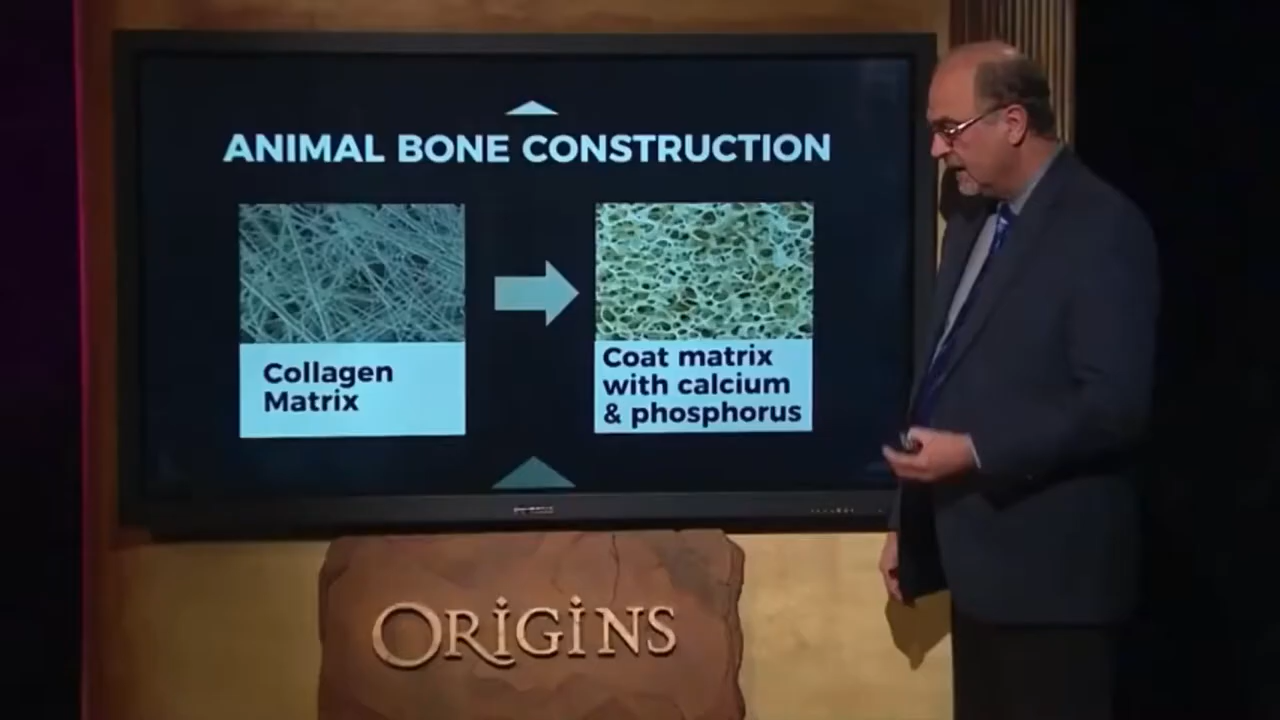 ANIMAL BONE CONSTRUCTION
Collagen
Matrix
Coat matrix
with calcium
& phosphorus
ORiGiNS